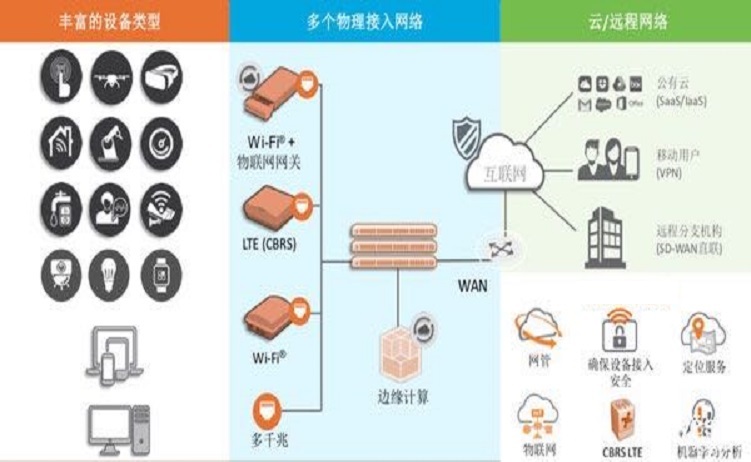 丰富的设备类型
多个物理接入网络
云/远程网络
Wi-Fi® +
物联网网关
LTE (CBRS)
Wi-Fi®
多千兆
WAN
边缘计算
互联网
公有云
(SaaS/IaaS)
Office
移动用户
(VPN)
远程分支机构
(SD-WAN直联)
网管
确保设备接入
安全
定位服务
物联网
CBRS LTE
机器学习分析